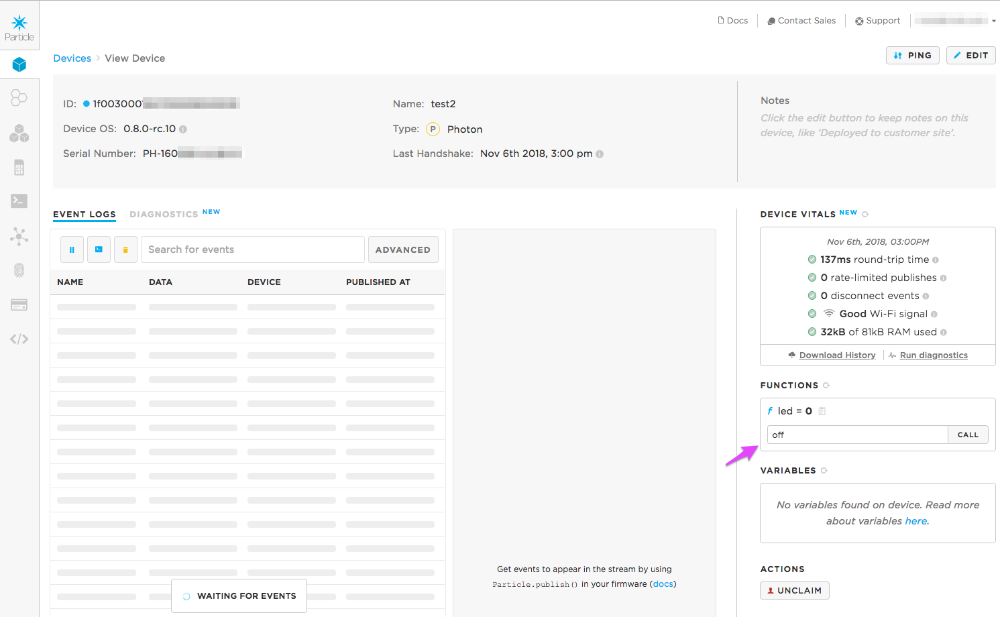 Particle
Docs
Contact Sales
Support
Devices > View Device
PING
EDIT
ID: 1f003000
Name: test2
Notes
Click the edit button to keep notes on this
device, like 'Deployed to customer site'.
Device OS: 0.8.0-rc.10
Type: P Photon
Serial Number: PH-160
Last Handshake: Nov 6th 2018, 3:00 pm
EVENT LOGS
DIAGNOSTICS NEW
Search for events
ADVANCED
NAME DATA DEVICE PUBLISHED AT
WAITING FOR EVENTS
Get events to appear in the stream by using
Particle.publish() in your firmware (docs)
DEVICE VITALS NEW
Nov 6th, 2018, 03:00PM
137ms round-trip time
0 rate-limited publishes
0 disconnect events
Good Wi-Fi signal
32kB of 81kB RAM used
Download History
Run diagnostics
FUNCTIONS
f led = 0
off
CALL
VARIABLES
No variables found on device. Read more
about variables here.
ACTIONS
UNCLAIM